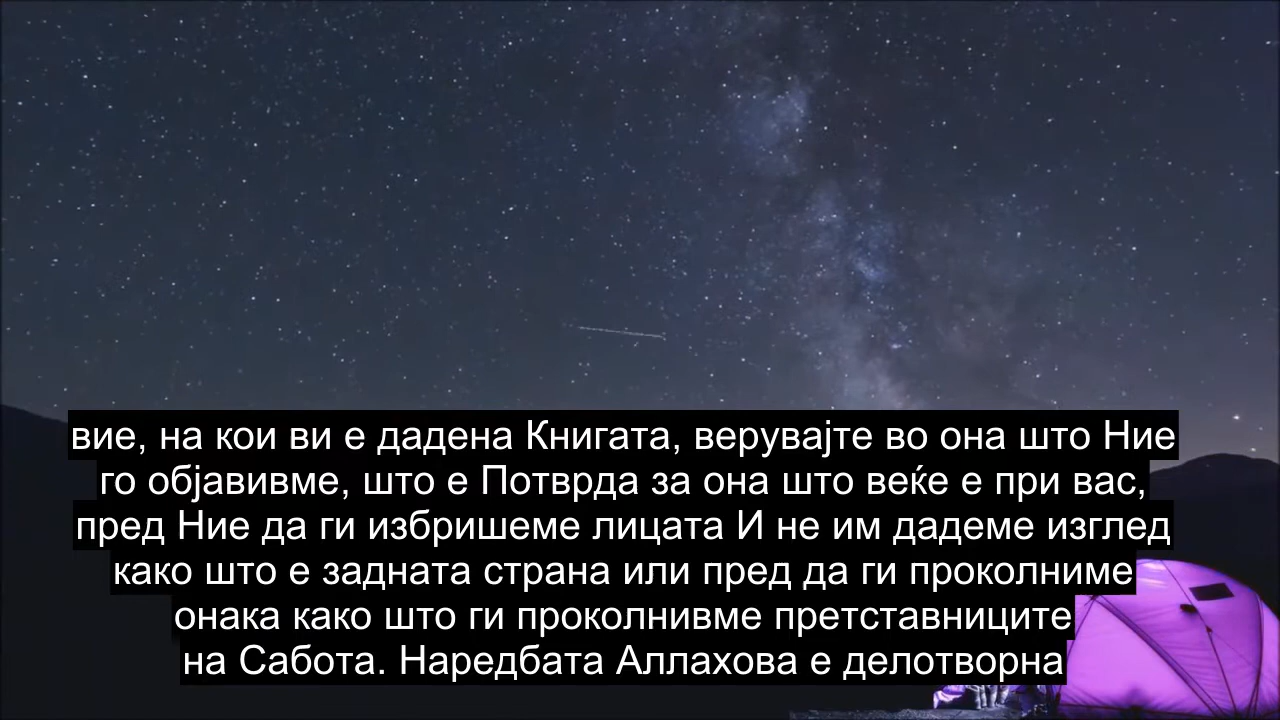 вие, на кои ви е дадена Книгата, верувајте во она што Ние
го објавивме, што е Потврда за она што веќе е при вас,
пред Ние да ги избришеме лицата И не им дадеме изглед
како што е задната страна или пред да ги проколниме
онака како што ги проколнивме претставниците
на Сабота. Наредбата Аллахова е делотворна